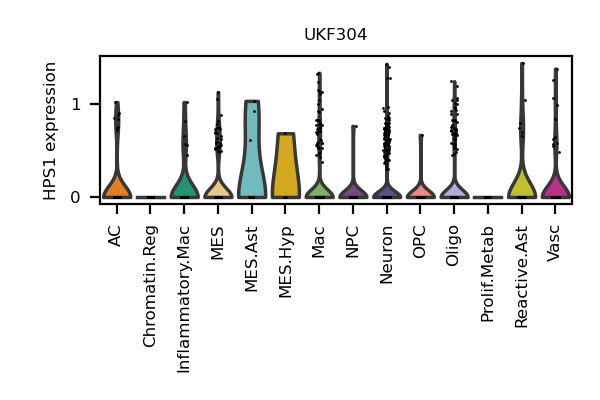 UKF304
HPS1 expression
1
0
AC
Chromatin.Reg
Inflammatory.Mac
MES
MES.Ast
MES.Hyp
Mac
NPC
Neuron
OPC
Oligo
Prolif.Metab
Reactive.Ast
Vasc